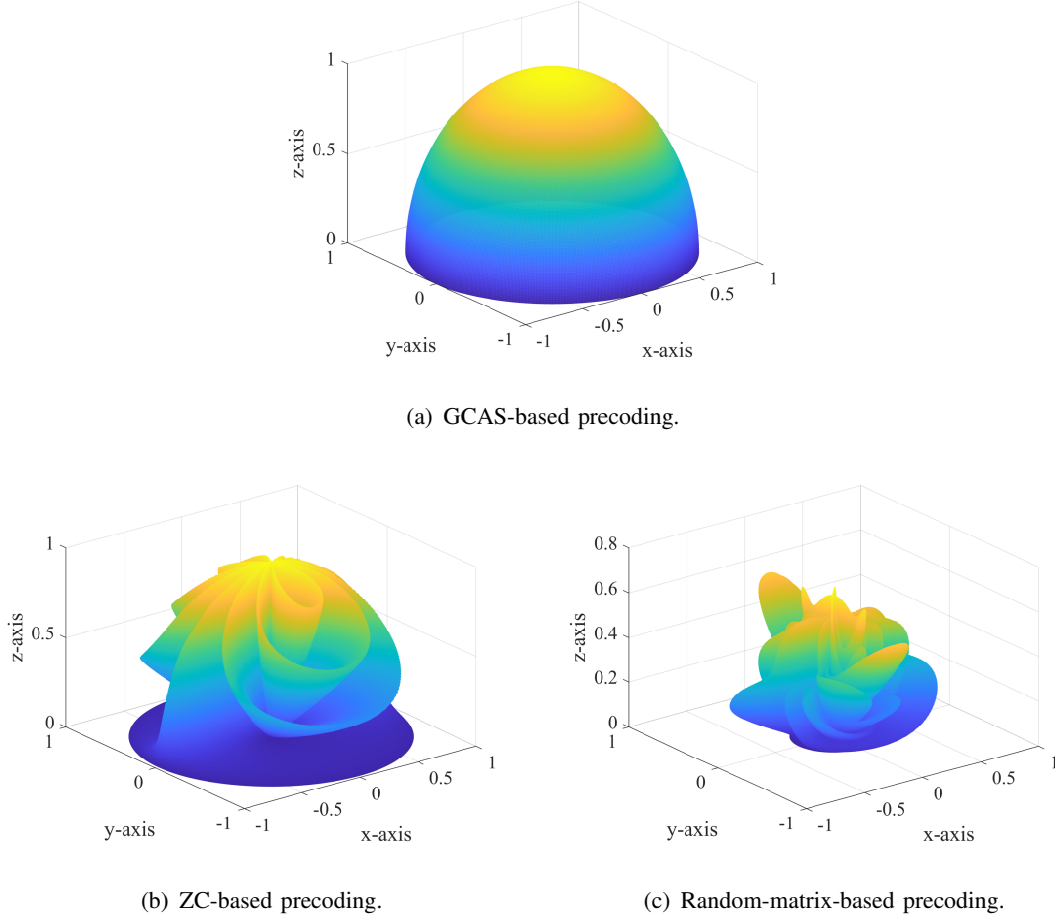 1
0.5
0
1
z-axis
0
y-axis
-1
-1
-0.5
0
0.5
1
x-axis
(a) GCAS-based precoding.
1
0.5
0
1
z-axis
0
y-axis
-1
-1
-0.5
0
0.5
1
x-axis
(b) ZC-based precoding.
0.8
0.6
0.4
0.2
0
1
z-axis
0
y-axis
-1
-1
-0.5
0
0.5
1
x-axis
(c) Random-matrix-based precoding.